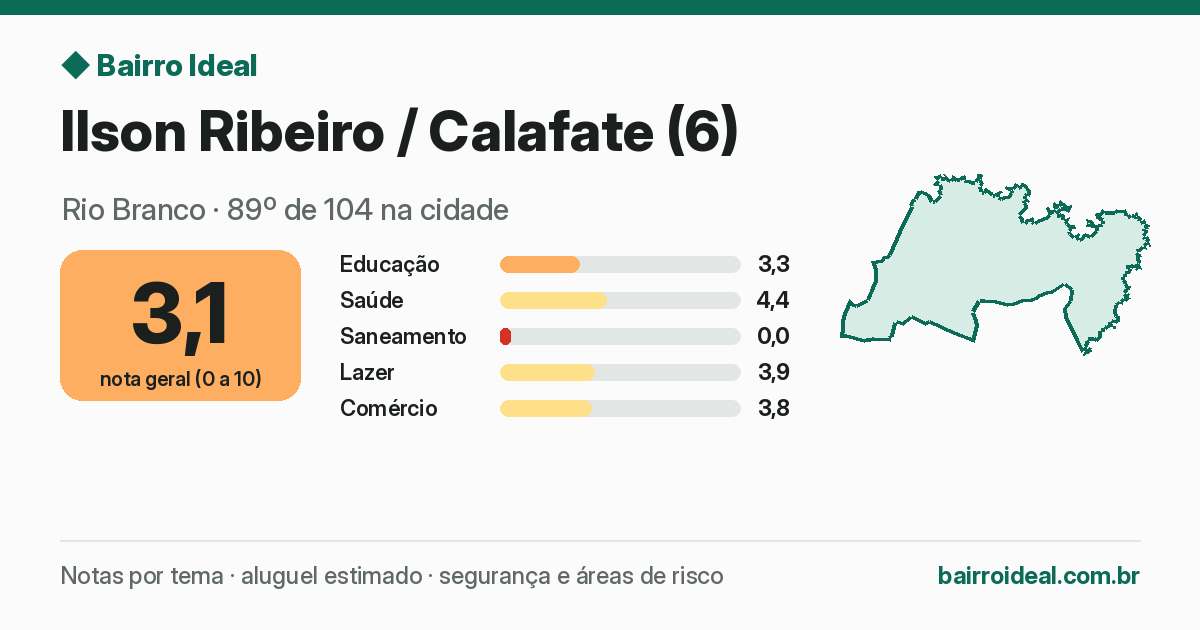 Bairro Ideal
Ilson Ribeiro / Calafate (6)
Rio Branco · 89º de 104 na cidade
3,1
nota geral (0 a 10)
Educação 3,3
Saúde 4,4
Saneamento 0,0
Lazer 3,9
Comércio 3,8
Notas por tema · aluguel estimado · segurança e áreas de risco
bairroideal.com.br